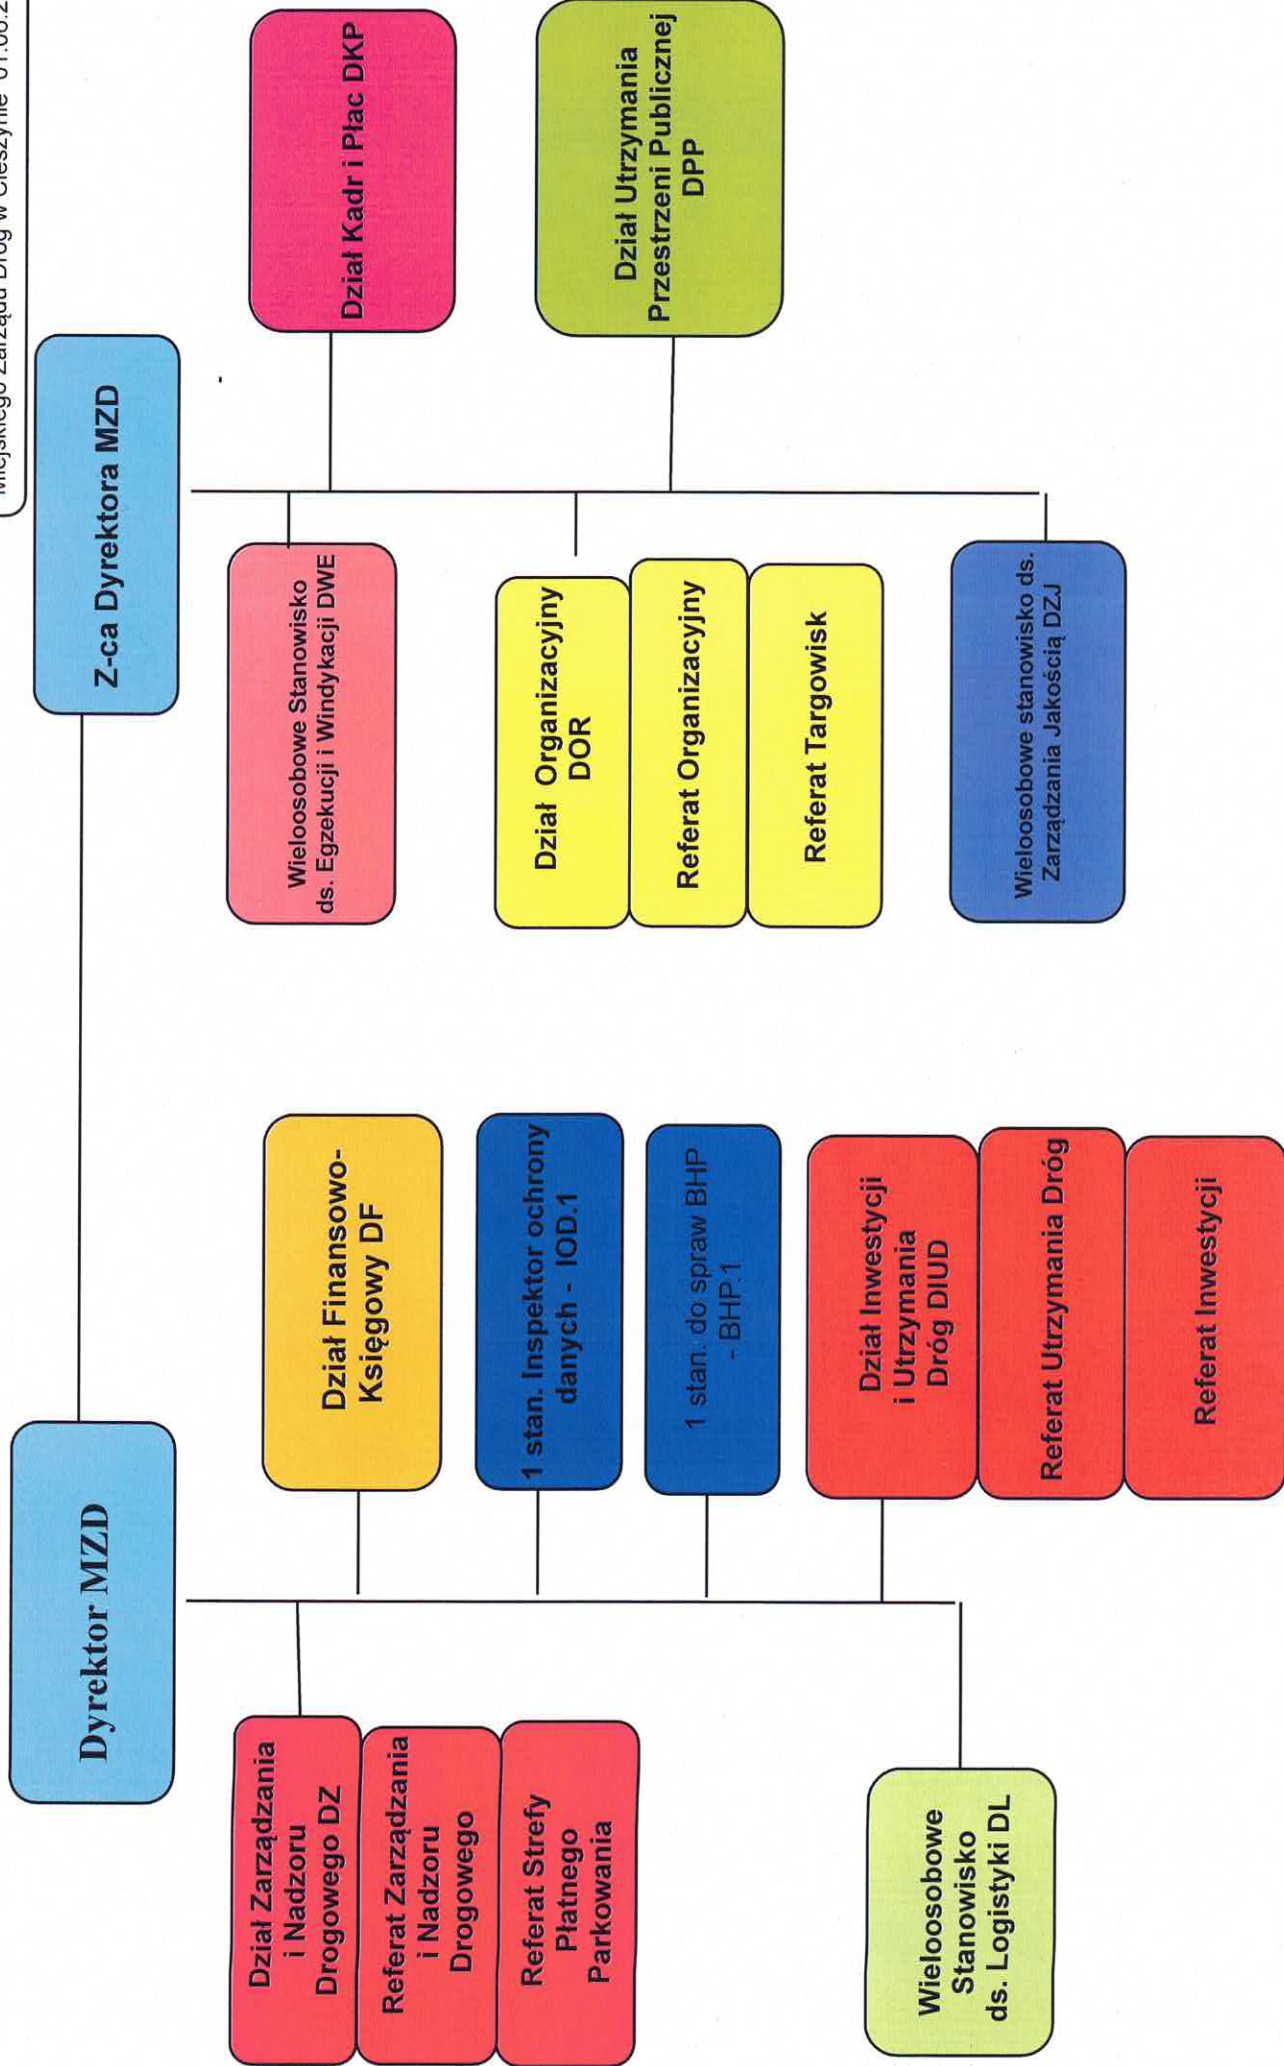 Miejskiego Zarządu Dróg w Cieszynie 01.06.2
Dyrektor MZD
Z-ca Dyrektora MZD
Dział Zarządzania
i Nadzoru
Drogowego DZ
Referat Zarządzania
i Nadzoru
Drogowego
Referat Strefy
Płatnego
Parkowania
Wieloosobowe
Stanowisko
ds. Logistyki DL
Dział Finansowo-
Księgowy DF
1 stan. Inspektor ochrony
danych - IOD.1
1 stan. do spraw BHP
- BHP.1
Dział Inwestycji
i Utrzymania
Dróg DIUD
Referat Utrzymania Dróg
Referat Inwestycji
Wieloosobowe Stanowisko
ds. Egzekucji i Windykacji DWE
Dział Organizacyjny
DOR
Referat Organizacyjny
Referat Targowisk
Wieloosobowe stanowisko ds.
Zarządzania Jakością DZJ
Dział Kadr i Płac DKP
Dział Utrzymania
Przestrzeni Publicznej
DPP